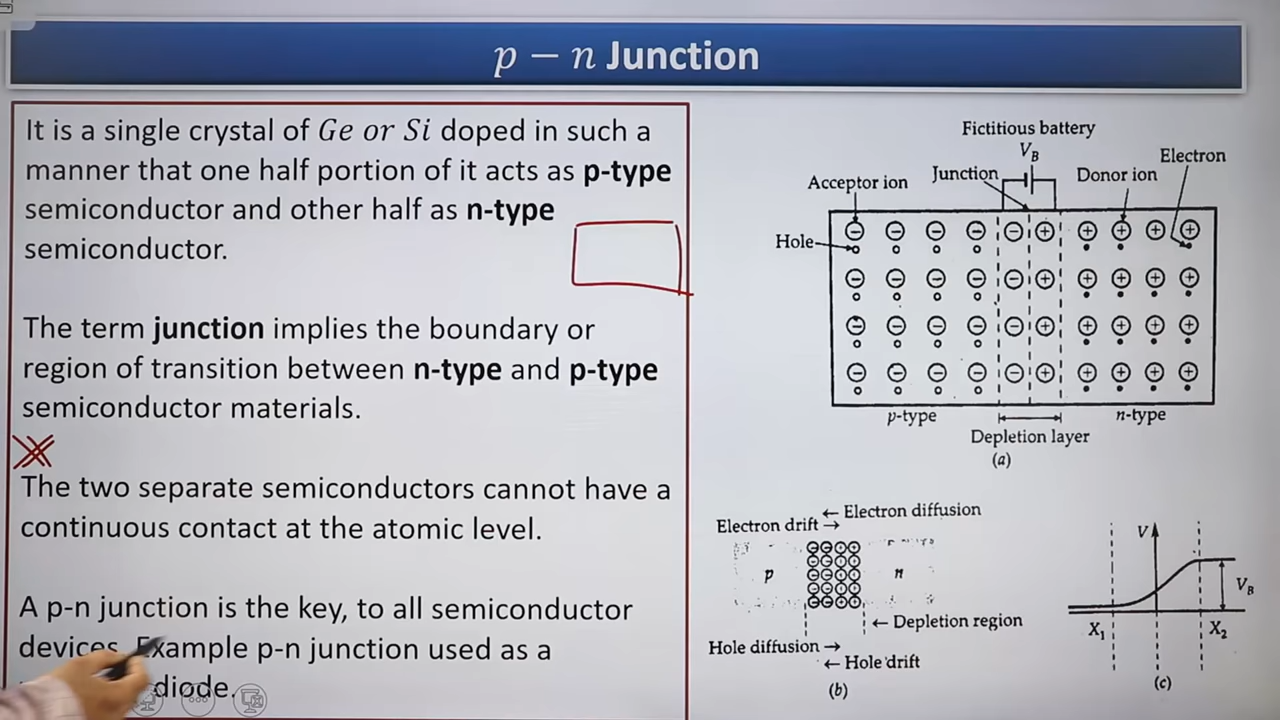 p − n Junction
It is a single crystal of Ge or Si doped in such a
manner that one half portion of it acts as p-type
semiconductor and other half as n-type
semiconductor.
The term junction implies the boundary or
region of transition between n-type and p-type
semiconductor materials.
The two separate semiconductors cannot have a
continuous contact at the atomic level.
A p-n junction is the key, to all semiconductor
devices. Example p-n junction used as a
diode.
Fictitious battery
V_B
Junction
Electron
Acceptor ion
Donor ion
Hole
p-type
n-type
Depletion layer
(a)
← Electron diffusion
Electron drift →
p
n
← Depletion region
Hole diffusion →
← Hole drift
(b)
V
V_B
X₁
X₂
(c)